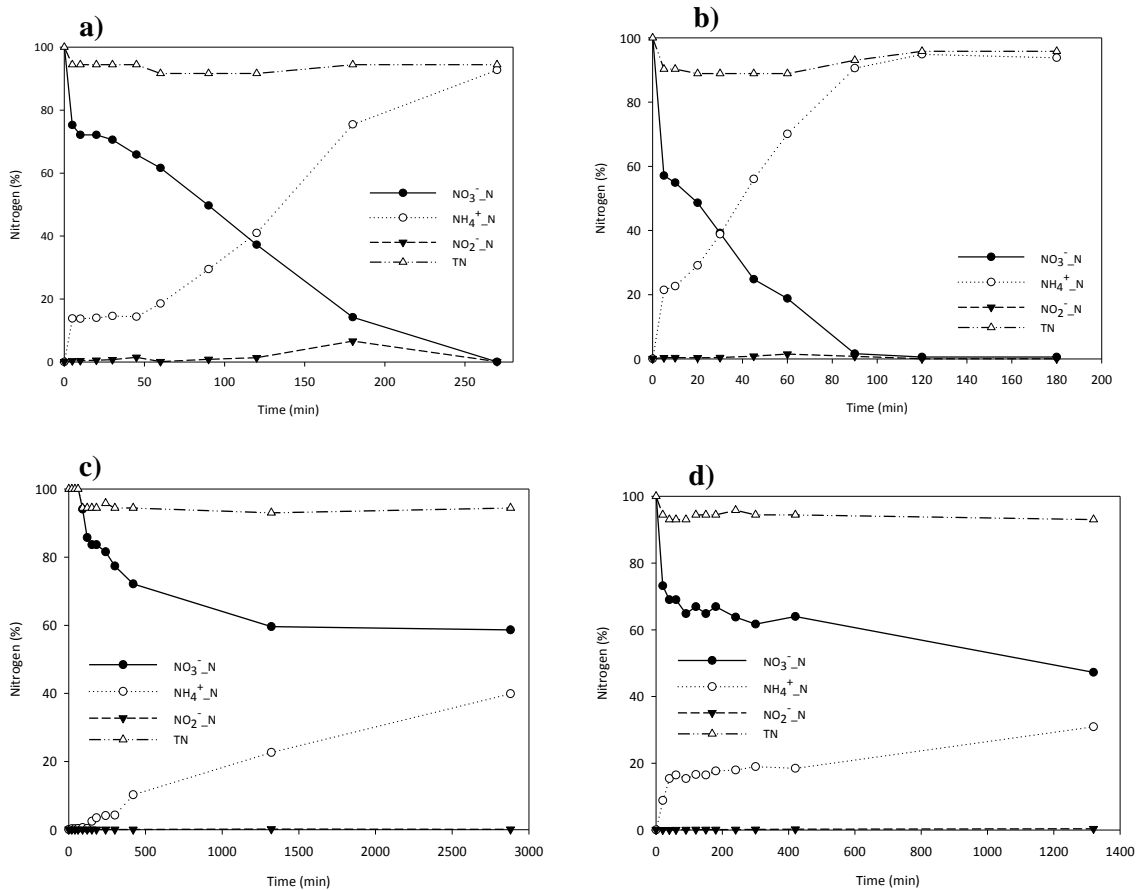 a)
100
80
60
40
20
0
Nitrogen (%)
NO3-_N
NH4+_N
NO2-_N
TN
0 50 100 150 200 250
Time (min)
b)
100
80
60
40
20
0
Nitrogen (%)
NO3-_N
NH4+_N
NO2-_N
TN
0 20 40 60 80 100 120 140 160 180 200
Time (min)
c)
100
80
60
40
20
0
Nitrogen (%)
NO3-_N
NH4+_N
NO2-_N
TN
0 500 1000 1500 2000 2500 3000
Time (min)
d)
100
80
60
40
20
0
Nitrogen (%)
NO3-_N
NH4+_N
NO2-_N
TN
0 200 400 600 800 1000 1200 1400
Time (min)